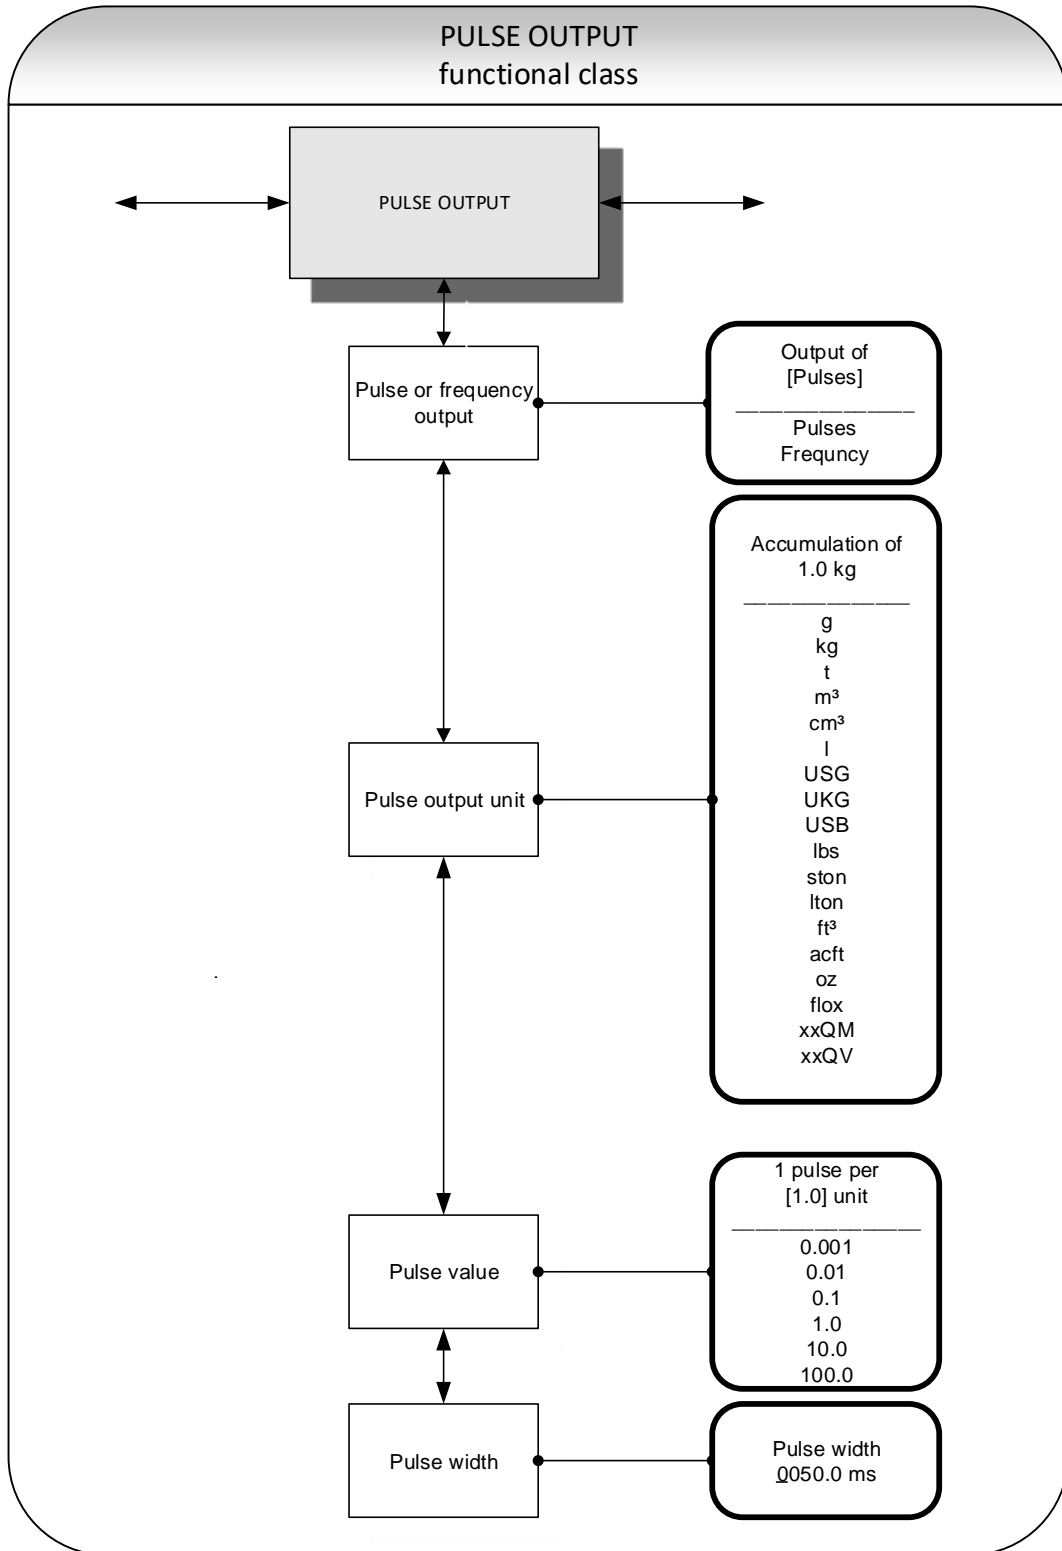 PULSE OUTPUT
functional class
PULSE OUTPUT
Pulse or frequency
output
Output of
[Pulses]
Pulses
Frequncy
Pulse output unit
Accumulation of
1.0 kg
g
kg
t
m³
cm³
l
USG
UKG
USB
lbs
ston
lton
ft³
acft
oz
flox
xxQM
xxQV
Pulse value
1 pulse per
[1.0] unit
0.001
0.01
0.1
1.0
10.0
100.0
Pulse width
Pulse width
0050.0 ms